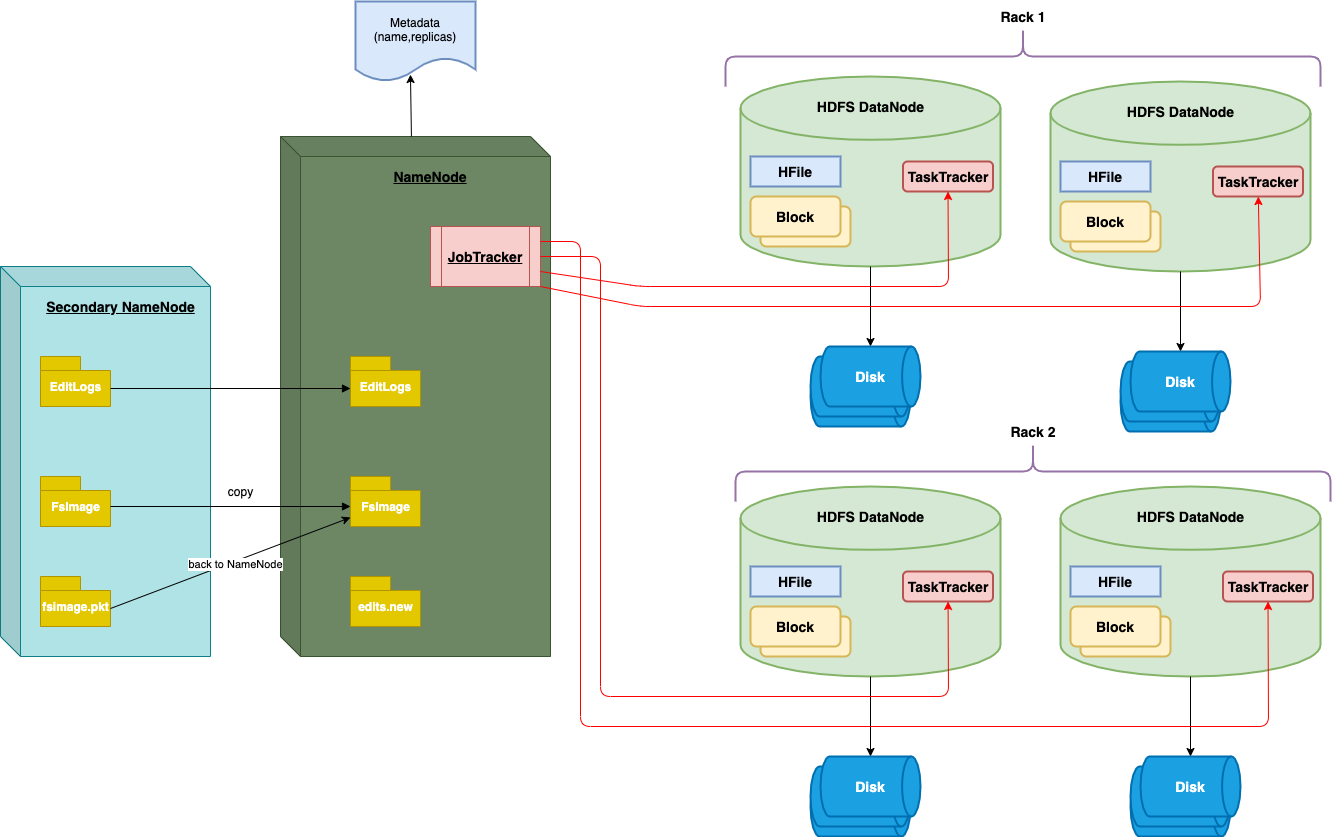 Metadata
(name,replicas)
NameNode
JobTracker
EditLogs
FsImage
edits.new
Secondary NameNode
EditLogs
FsImage
fsimage.pkt
copy
back to NameNode
Rack 1
HDFS DataNode
HFile
TaskTracker
Block
Disk
HDFS DataNode
HFile
TaskTracker
Block
Disk
Rack 2
HDFS DataNode
HFile
TaskTracker
Block
Disk
HDFS DataNode
HFile
TaskTracker
Block
Disk